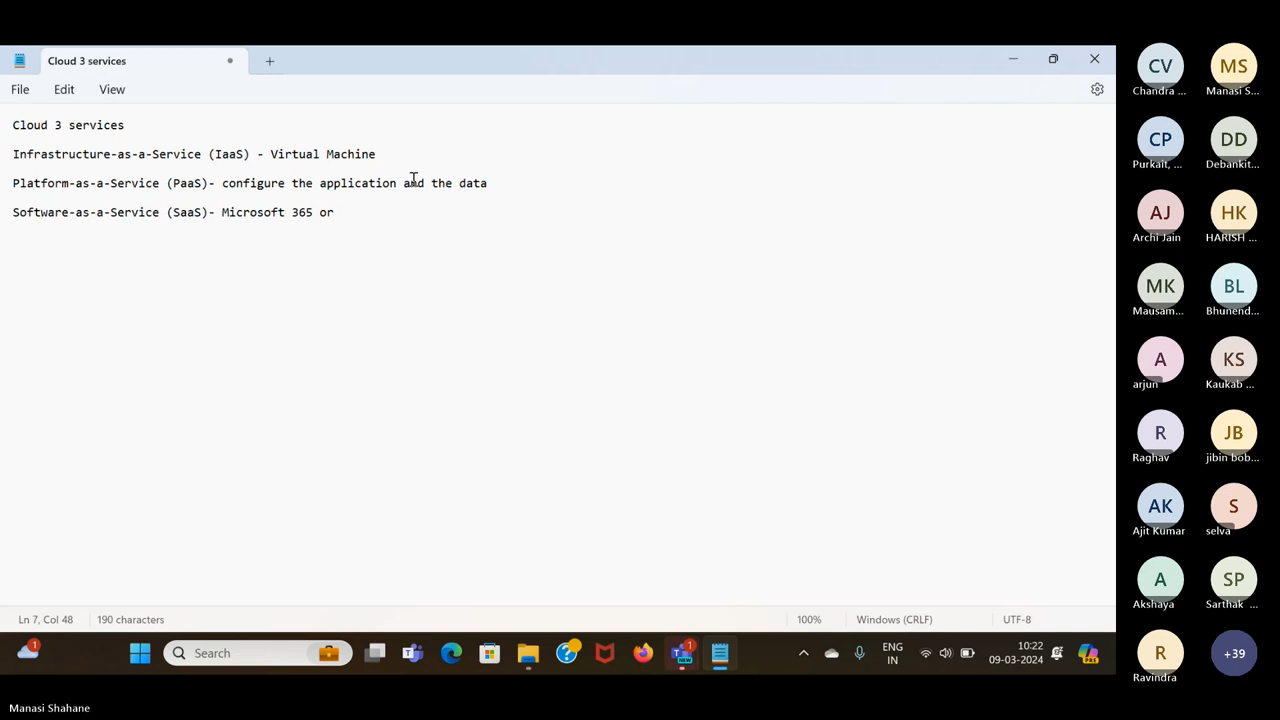 Cloud 3 services
File Edit View
Cloud 3 services
Infrastructure-as-a-Service (IaaS) - Virtual Machine
Platform-as-a-Service (PaaS)- configure the application and the data
Software-as-a-Service (SaaS)- Microsoft 365 or
Ln 7, Col 48 190 characters 100% Windows (CRLF) UTF-8
1 Search 1 NEW ENG IN 10:22 09-03-2024 PRE
CV MS
Chandra ... Manasi S...
CP DD
Purkait, ... Debankit...
AJ HK
Archi Jain HARISH ...
MK BL
Mausam... Bhunend...
A KS
arjun Kaukab ...
R JB
Raghav jibin bob...
AK S
Ajit Kumar selva
A SP
Akshaya Sarthak ...
R +39
Ravindra
Manasi Shahane